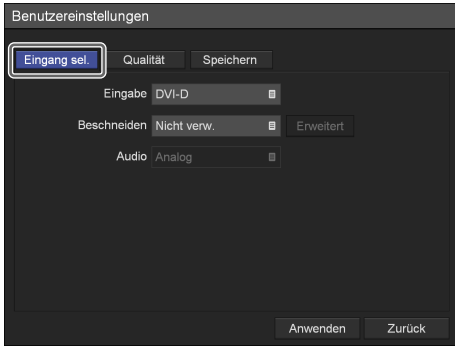 Benutzereinstellungen
Eingang sel. Qualität Speichern
Eingabe DVI-D
Beschneiden Nicht verw. Erweitert
Audio Analog
Anwenden Zurück